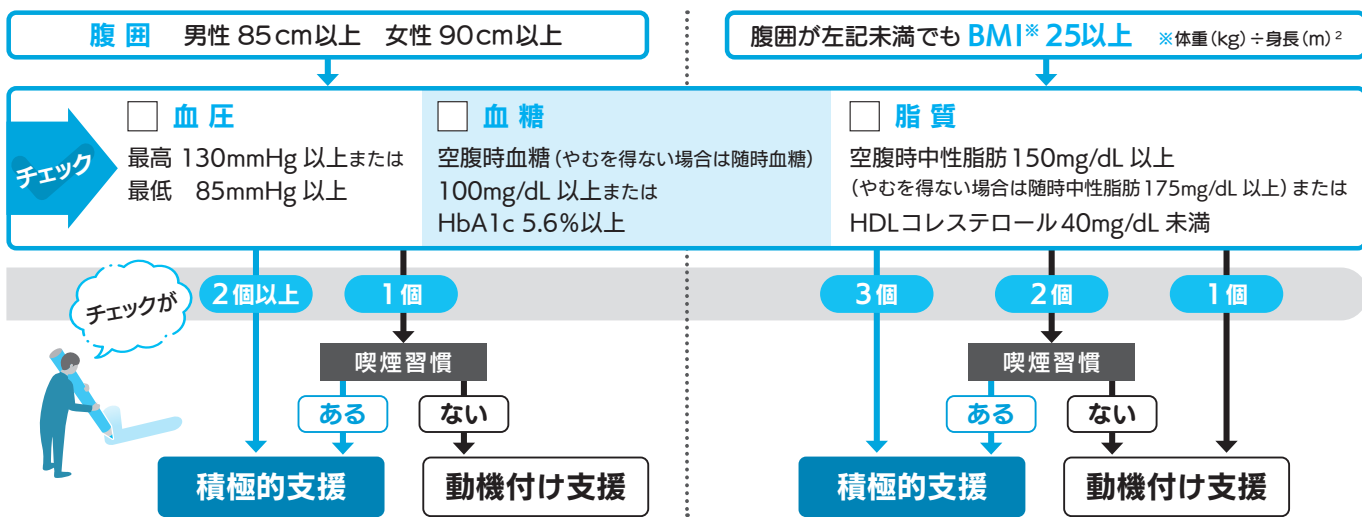 腹囲 男性 85cm以上 女性 90cm以上
腹囲が左記未満でも BMI※ 25以上 ※体重(kg)÷身長(m)²
チェック
血圧
最高 130mmHg 以上または
最低 85mmHg 以上
血糖
空腹時血糖(やむを得ない場合は随時血糖)
100mg/dL 以上または
HbA1c 5.6%以上
脂質
空腹時中性脂肪 150mg/dL 以上
(やむを得ない場合は随時中性脂肪 175mg/dL 以上)または
HDLコレステロール 40mg/dL 未満
チェックが
2個以上
1個
喫煙習慣
ある
ない
積極的支援
動機付け支援
3個
2個
1個
喫煙習慣
ある
ない
積極的支援
動機付け支援